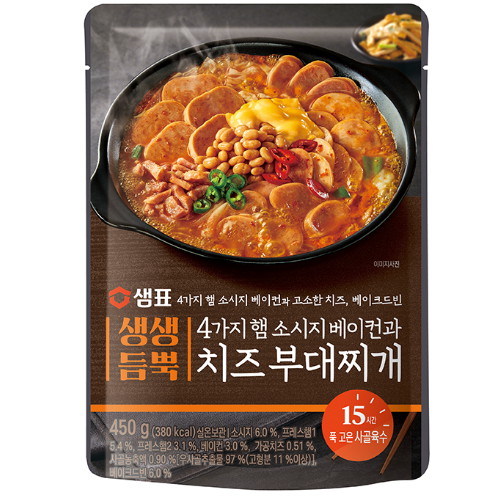 이미지사진
샘표
4가지 햄 소시지 베이컨과 고소한 치즈, 베이크드빈
생생
듬뿍
4가지 햄 소시지 베이컨과
치즈 부대찌개
15시간
푹 고은 사골육수
450 g (380 kcal) 실온보관 | 소시지 6.0 %, 프레스햄1
5.4 %, 프레스햄2 3.1 %, 베이컨 3.0 %, 가공치즈 0.51 %,
사골농축액 0.90 % [우사골추출물 97 % (고형분 11 %이상)],
베이크드빈 6.0 %